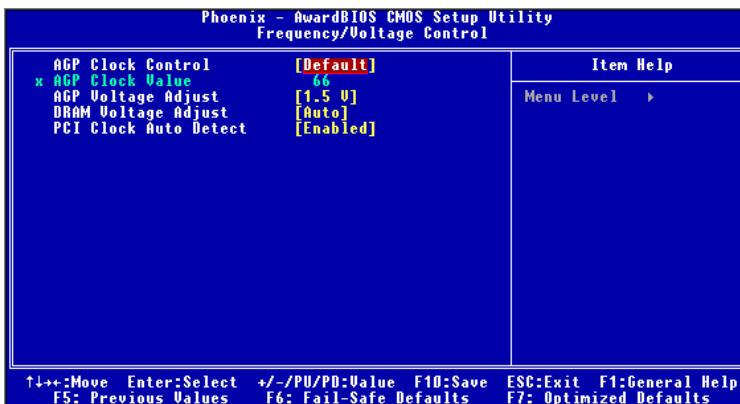 Phoenix - AwardBIOS CMOS Setup Utility
Frequency/Voltage Control
AGP Clock Control [Default]
x AGP Clock Value 66
AGP Voltage Adjust [1.5 V]
DRAM Voltage Adjust [Auto]
PCI Clock Auto Detect [Enabled]
Item Help
Menu Level ▸
↑↓→←:Move Enter:Select +/-/PU/PD:Value F10:Save ESC:Exit F1:General Help
F5: Previous Values F6: Fail-Safe Defaults F7: Optimized Defaults